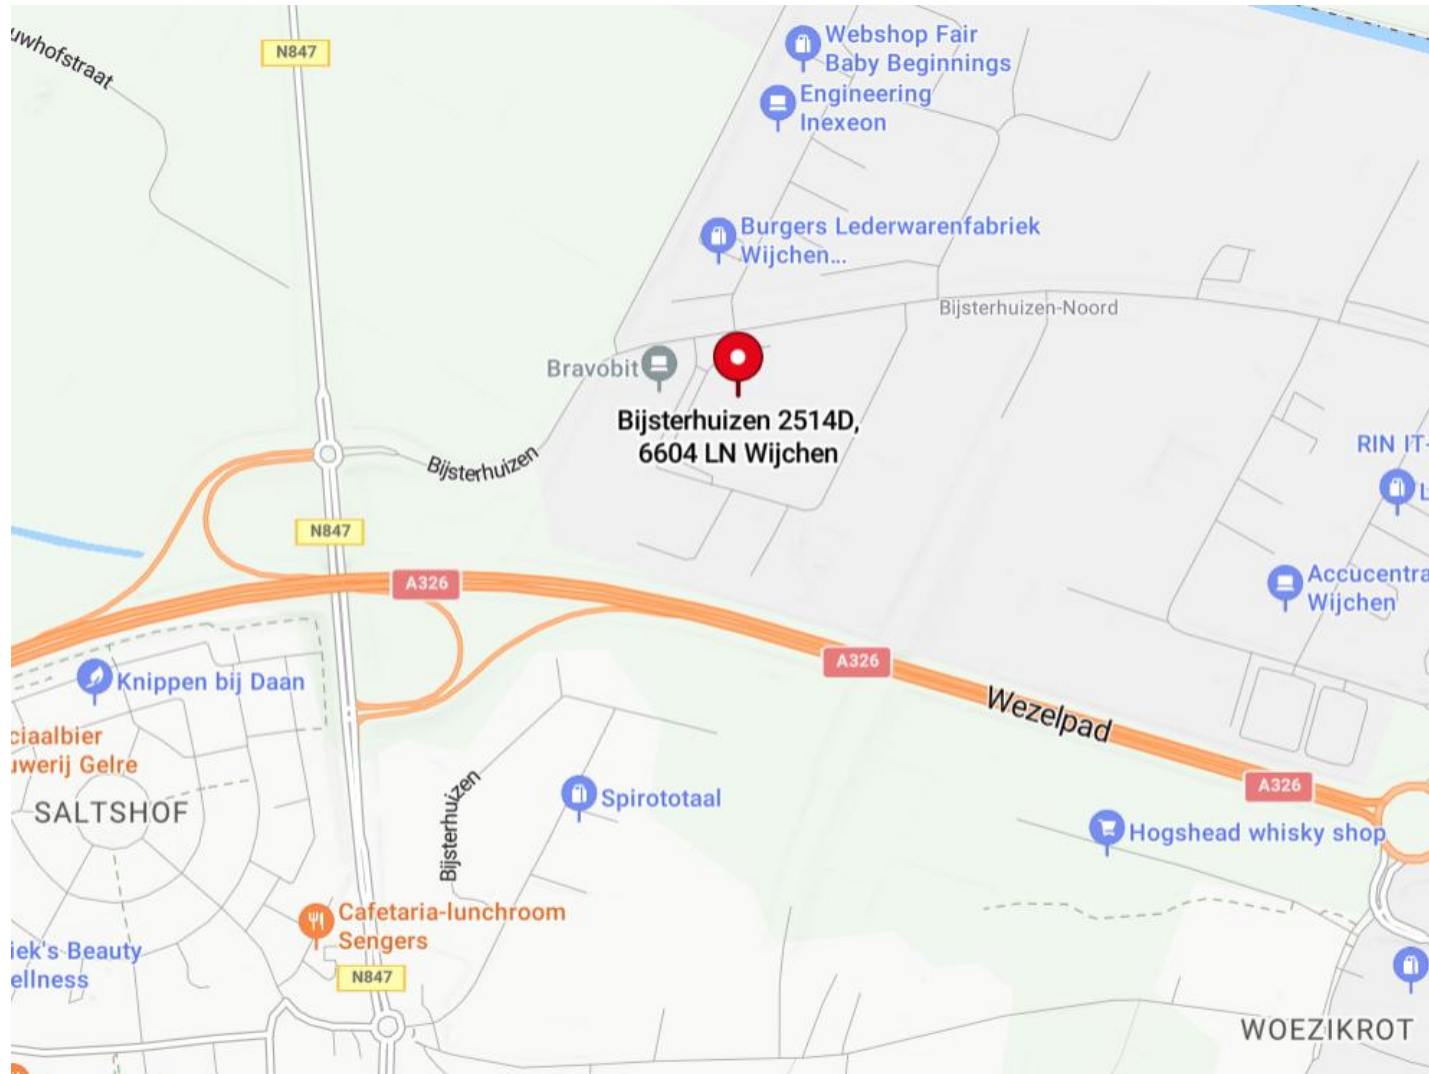 Webshop Fair
Baby Beginnings
uwhofstraat
N847
Engineering
Inexeon
Burgers Lederwarenfabriek
Wijchen...
Bijsterhuizen-Noord
Bravobit
Bijsterhuizen 2514D,
6604 LN Wijchen
Bijsterhuizen
RIN IT-
L
N847
A326
Accucentra
Wijchen
A326
Knippen bij Daan
Wezelpad
ciaalbier
uwerij Gelre
A326
Bijsterhuizen
Spirototaal
SALTSHOF
Hogshead whisky shop
Cafetaria-lunchroom
Sengers
iek's Beauty
ellness
N847
WOEZIKROT